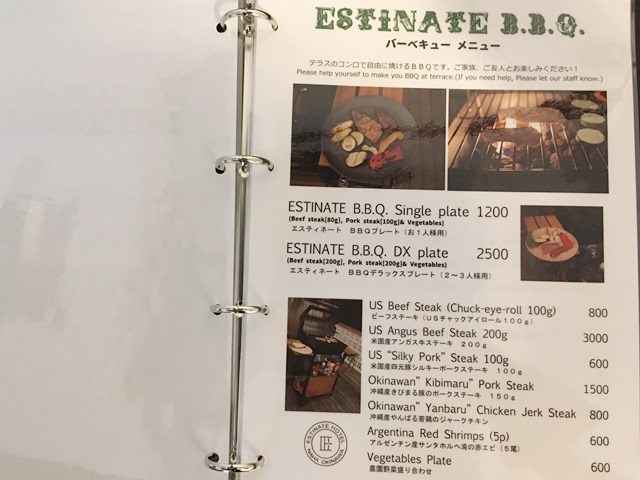 ESTINATE B.B.Q.
バーベキュー メニュー
テラスのコンロで自由に焼けるBBQです。ご家族、ご友人とお楽しみください！
Please help yourself to make you BBQ at terrace.(If you need help, Please let our staff know.)
ESTINATE B.B.Q. Single plate 1200
(Beef steak[80g], Pork steak[100g]& Vegetables)
エスティネート BBQプレート（お１人様用）
ESTINATE B.B.Q. DX plate 2500
(Beef steak[200g], Pork steak[200g]& Vegetables)
エスティネート BBQデラックスプレート（２～３人様用）
US Beef Steak (Chuck-eye-roll 100g) 800
ビーフステーキ（USチャックアイロール１００ｇ）
US Angus Beef Steak 200g 3000
米国産アンガス牛ステーキ ２００ｇ
US “Silky Pork” Steak 100g 600
米国産四元豚シルキーポークステーキ １００ｇ
Okinawan” Kibimaru” Pork Steak 1500
沖縄産きびまる豚のポークステーキ １５０ｇ
Okinawan” Yanbaru” Chicken Jerk Steak 800
沖縄産やんばる若鶏のジャークチキン
Argentina Red Shrimps (5p) 600
アルゼンチン産サンタホルヘ湾の赤エビ（５尾）
Vegetables Plate 600
農園野菜盛り合わせ
ESTINATE HOTEL
NAHA OKINAWA